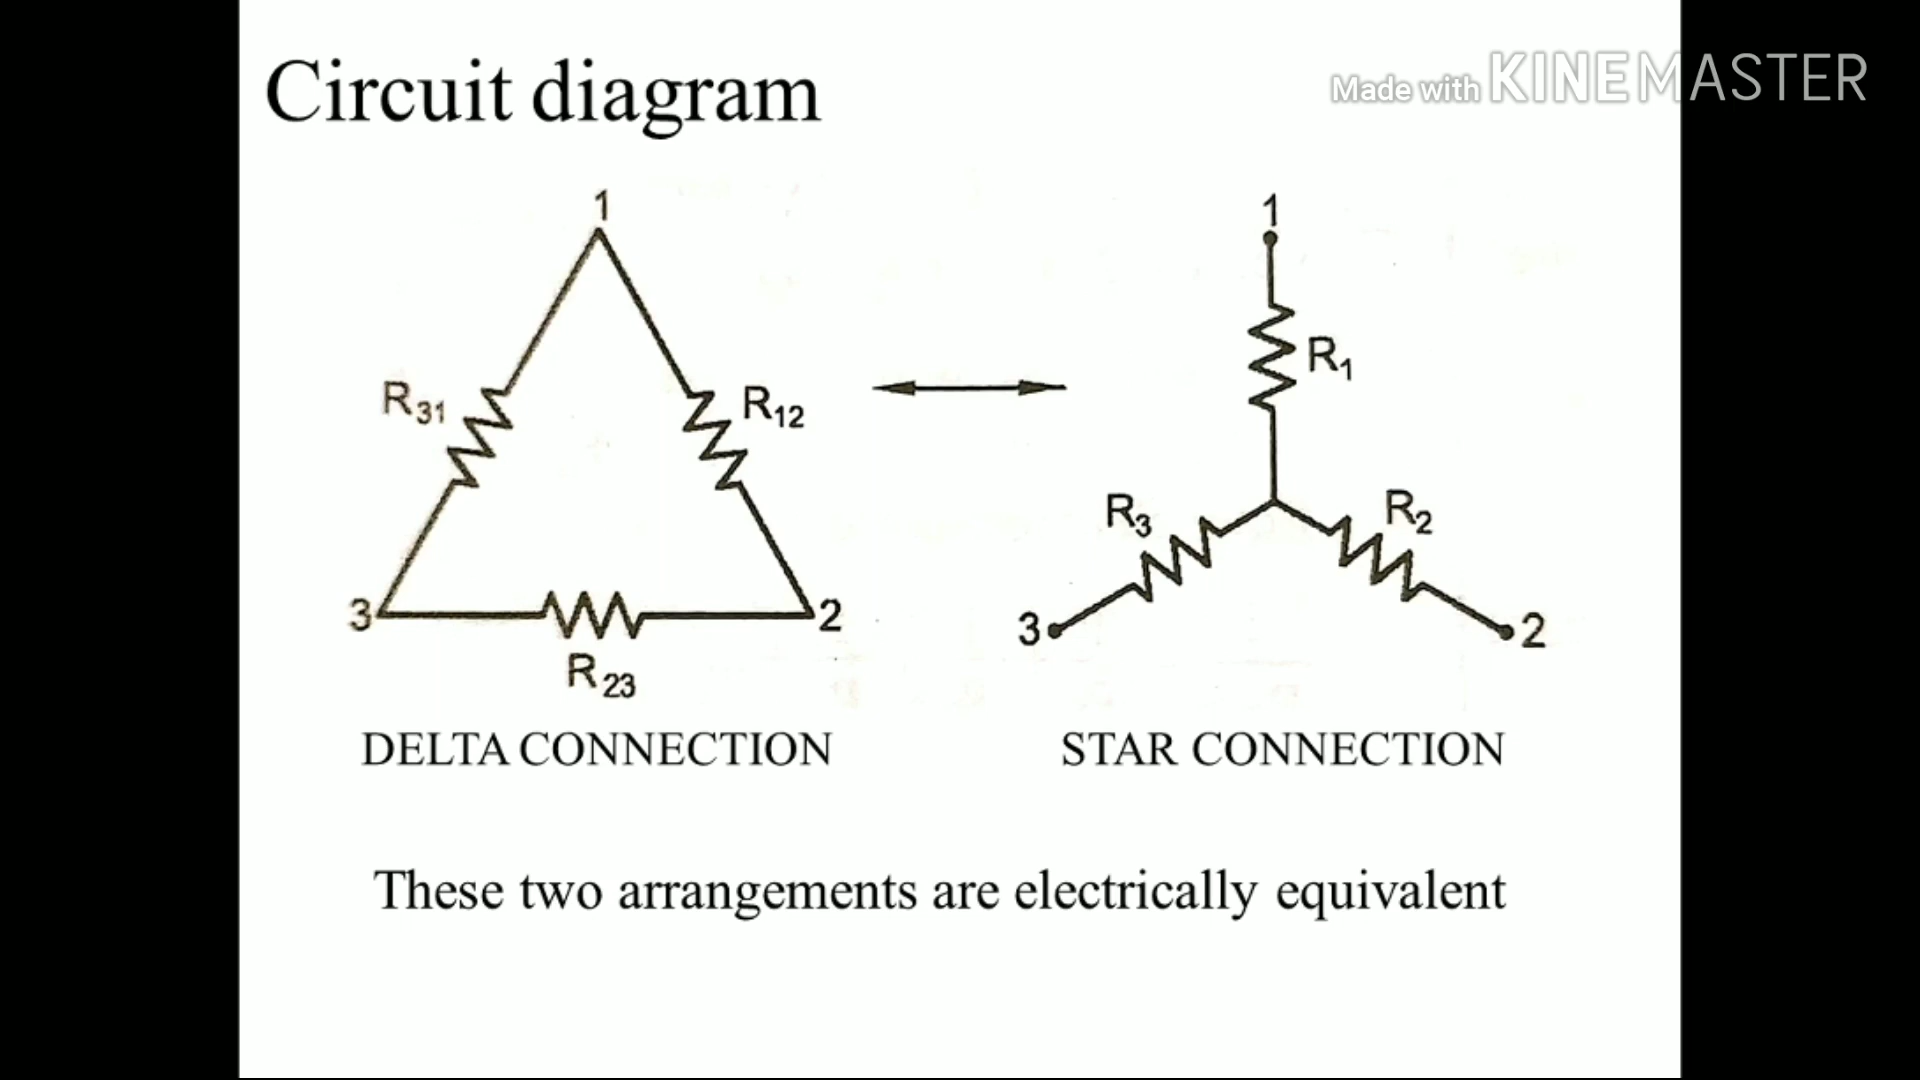 Circuit diagram
Made with KINEMASTER
1
1
R31
R12
R1
R3
R2
3
2
3
2
R23
DELTA CONNECTION
STAR CONNECTION
These two arrangements are electrically equivalent